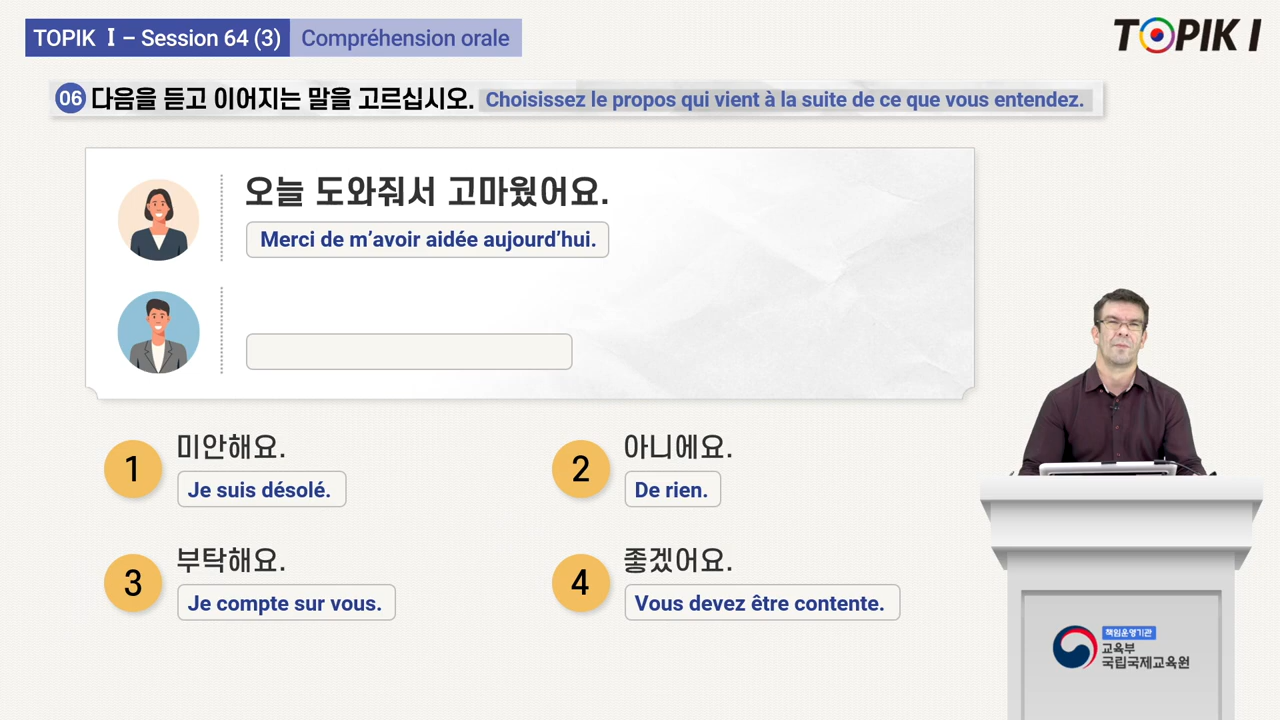 TOPIK Ⅰ – Session 64 (3) Compréhension orale
TOPIK I
06 다음을 듣고 이어지는 말을 고르십시오. Choisissez le propos qui vient à la suite de ce que vous entendez.
오늘 도와줘서 고마웠어요.
Merci de m’avoir aidée aujourd’hui.
1 미안해요.
Je suis désolé.
2 아니에요.
De rien.
3 부탁해요.
Je compte sur vous.
4 좋겠어요.
Vous devez être contente.
책임운영기관
교육부
국립국제교육원